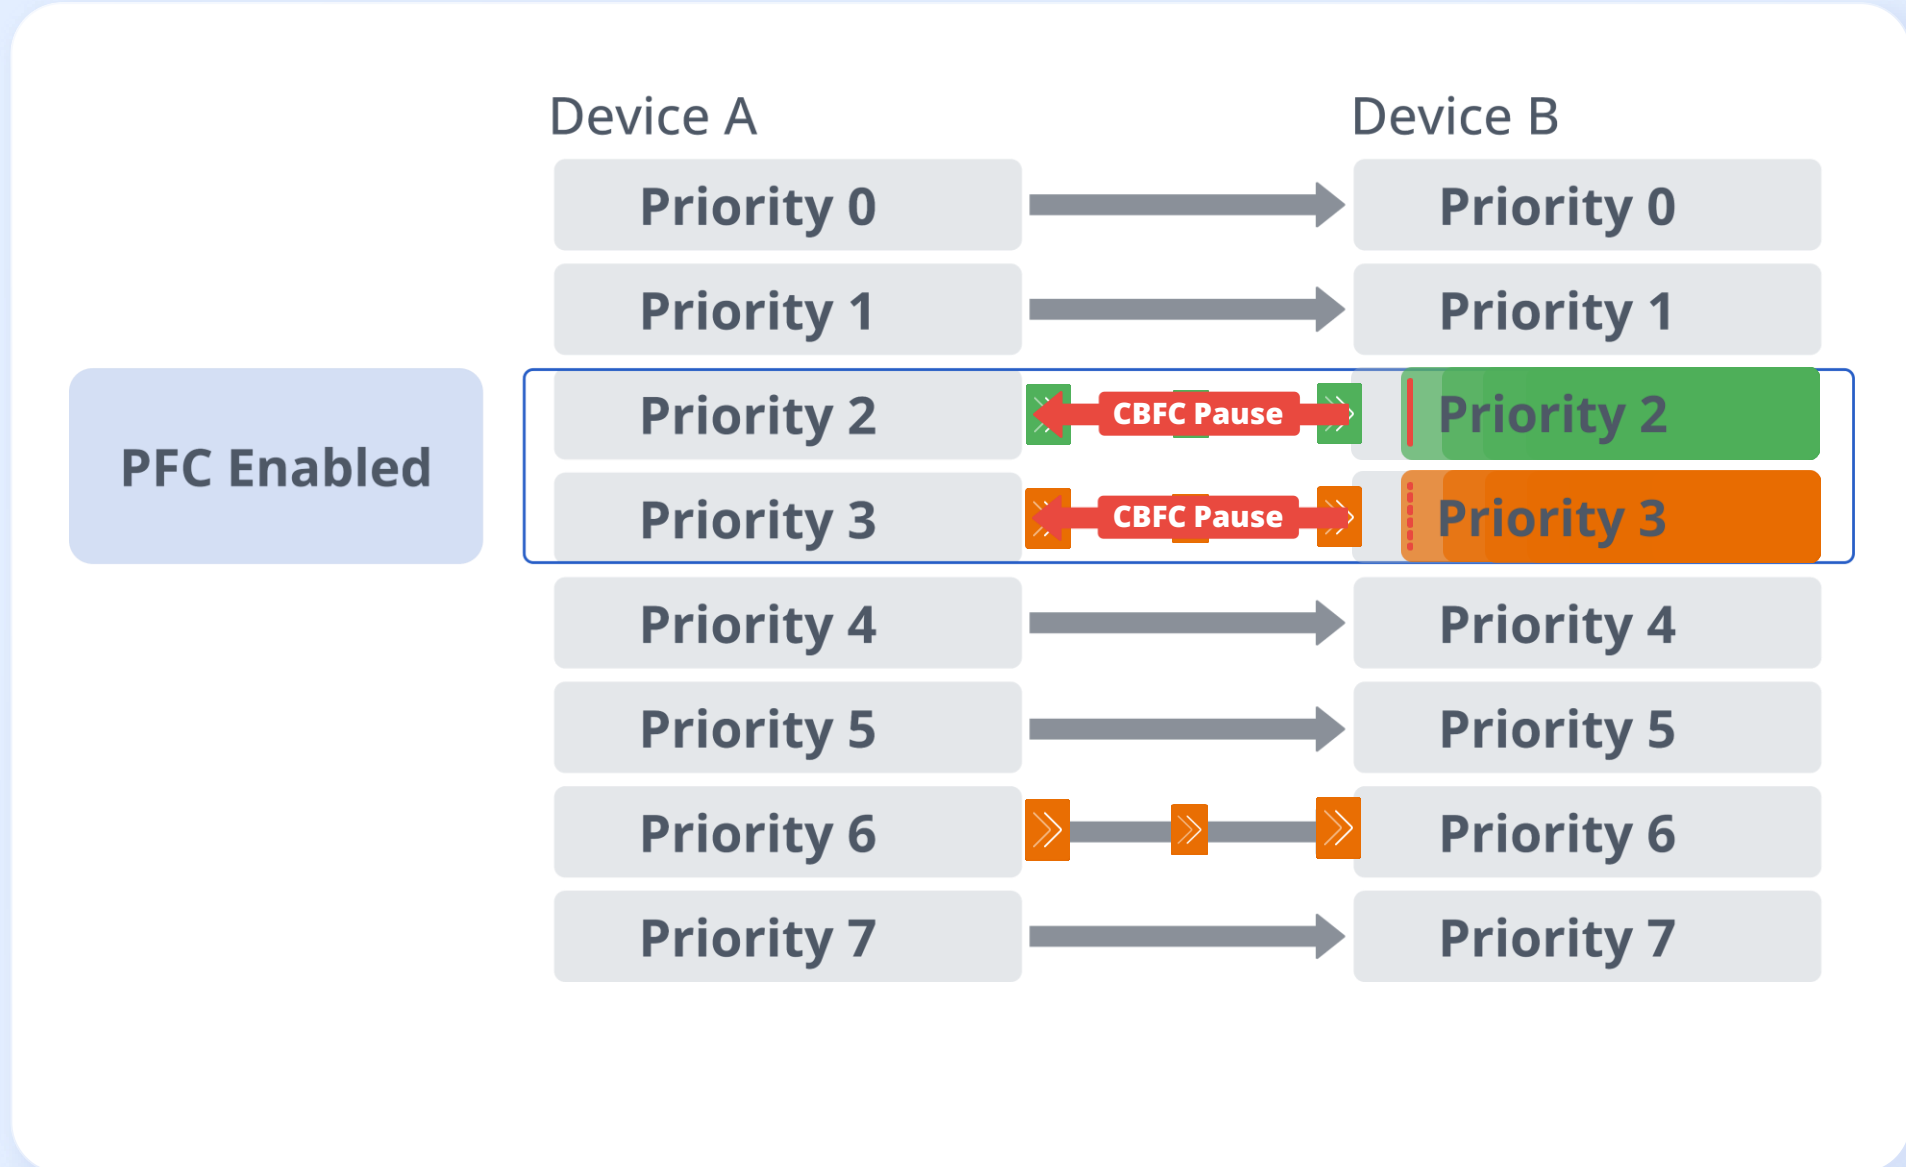 Device A Device B
Priority 0 Priority 0
Priority 1 Priority 1
Priority 2 CBFC Pause Priority 2
PFC Enabled
Priority 3 CBFC Pause Priority 3
Priority 4 Priority 4
Priority 5 Priority 5
Priority 6 Priority 6
Priority 7 Priority 7